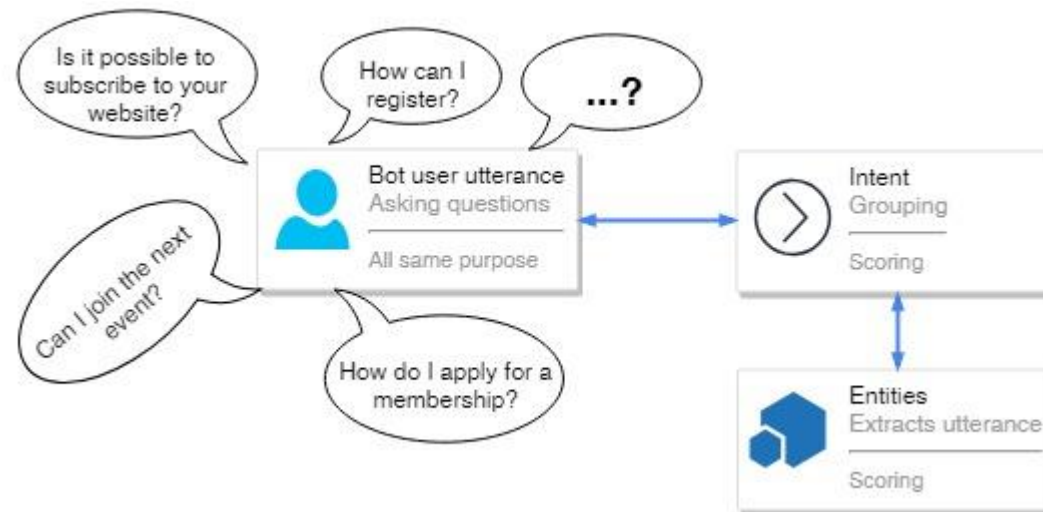 Is it possible to
subscribe to your
website?
How can I
register?
...?
Bot user utterance
Asking questions
All same purpose
Intent
Grouping
Scoring
Can I join the next
event?
How do I apply for a
membership?
Entities
Extracts utterance
Scoring